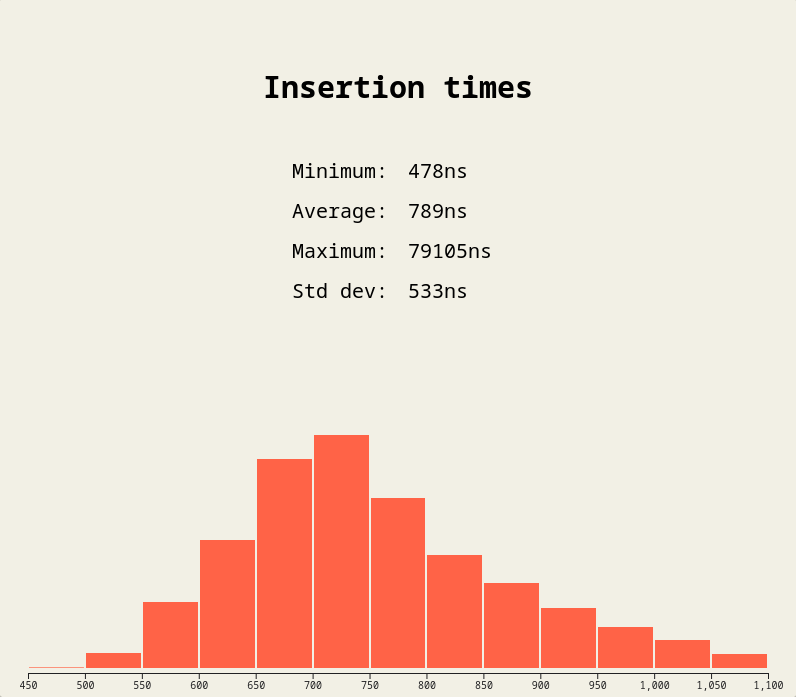 Insertion times
Minimum: 478ns
Average: 789ns
Maximum: 79105ns
Std dev: 533ns
450 500 550 600 650 700 750 800 850 900 950 1,000 1,050 1,100